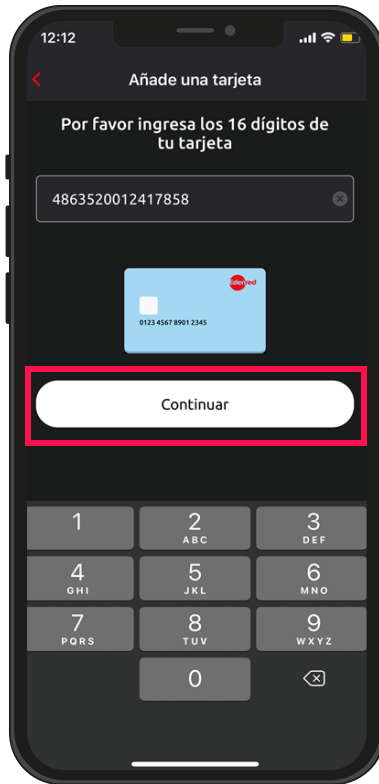 12:12
Añade una tarjeta
Por favor ingresa los 16 dígitos de
tu tarjeta
4863520012417858
Edenred
0123 4567 8901 2345
Continuar
1
2
ABC
3
DEF
4
GHI
5
JKL
6
MNO
7
PQRS
8
TUV
9
WXYZ
0